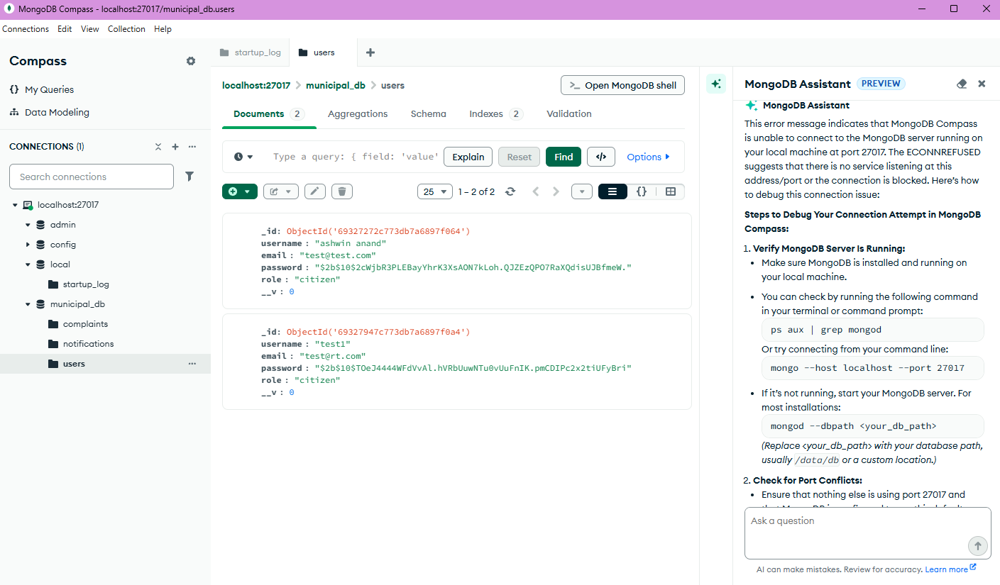 MongoDB Compass - localhost:27017/municipal_db.users
Connections Edit View Collection Help
Compass
My Queries
Data Modeling
CONNECTIONS (1)
Search connections
localhost:27017
admin
config
local
startup_log
municipal_db
complaints
notifications
users
startup_log
users
localhost:27017 > municipal_db > users
>_ Open MongoDB shell
Documents 2 Aggregations Schema Indexes 2 Validation
Type a query: { field: 'value'
Explain Reset Find </> Options
25 1 – 2 of 2 {}
_id: ObjectId('69327272c773db7a6897f064')
username : "ashwin anand"
email : "test@test.com"
password : "$2b$10$2cWjbR3PLEBayYhrK3XsAON7kLoh.QJZEzQPO7RaXQdisUJBfmeW."
role : "citizen"
__v : 0
_id: ObjectId('69327947c773db7a6897f0a4')
username : "test1"
email : "test@rt.com"
password : "$2b$10$TOeJ4444WFdVvAl.hVRbUuwNTu0vUuFnIK.pmCDIPc2x2tiUFyBri"
role : "citizen"
__v : 0
MongoDB Assistant PREVIEW
MongoDB Assistant
This error message indicates that MongoDB Compass
is unable to connect to the MongoDB server running on
your local machine at port 27017. The ECONNREFUSED
suggests that there is no service listening at this
address/port or the connection is blocked. Here's how
to debug this connection issue:
Steps to Debug Your Connection Attempt in MongoDB
Compass:
1. Verify MongoDB Server Is Running:
• Make sure MongoDB is installed and running on
your local machine.
• You can check by running the following command
in your terminal or command prompt:
ps aux | grep mongod
Or try connecting from your command line:
mongo --host localhost --port 27017
• If it's not running, start your MongoDB server. For
most installations:
mongod --dbpath <your_db_path>
(Replace <your_db_path> with your database path,
usually /data/db or a custom location.)
2. Check for Port Conflicts:
• Ensure that nothing else is using port 27017 and
Ask a question
AI can make mistakes. Review for accuracy. Learn more